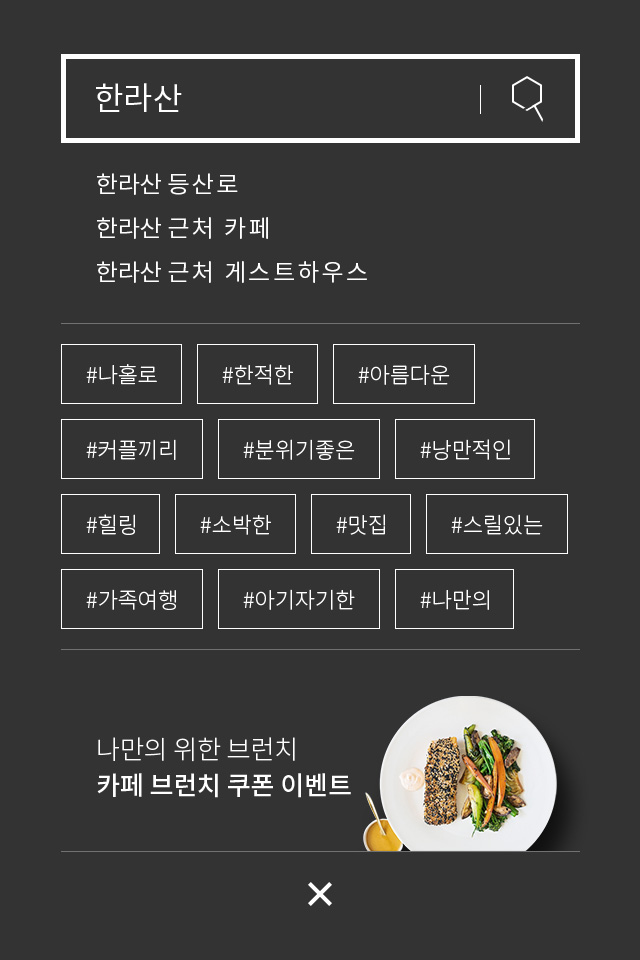 한라산
한라산 등산로
한라산 근처 카페
한라산 근처 게스트하우스
#나홀로 #한적한 #아름다운
#커플끼리 #분위기좋은 #낭만적인
#힐링 #소박한 #맛집 #스릴있는
#가족여행 #아기자기한 #나만의
나만의 위한 브런치
카페 브런치 쿠폰 이벤트